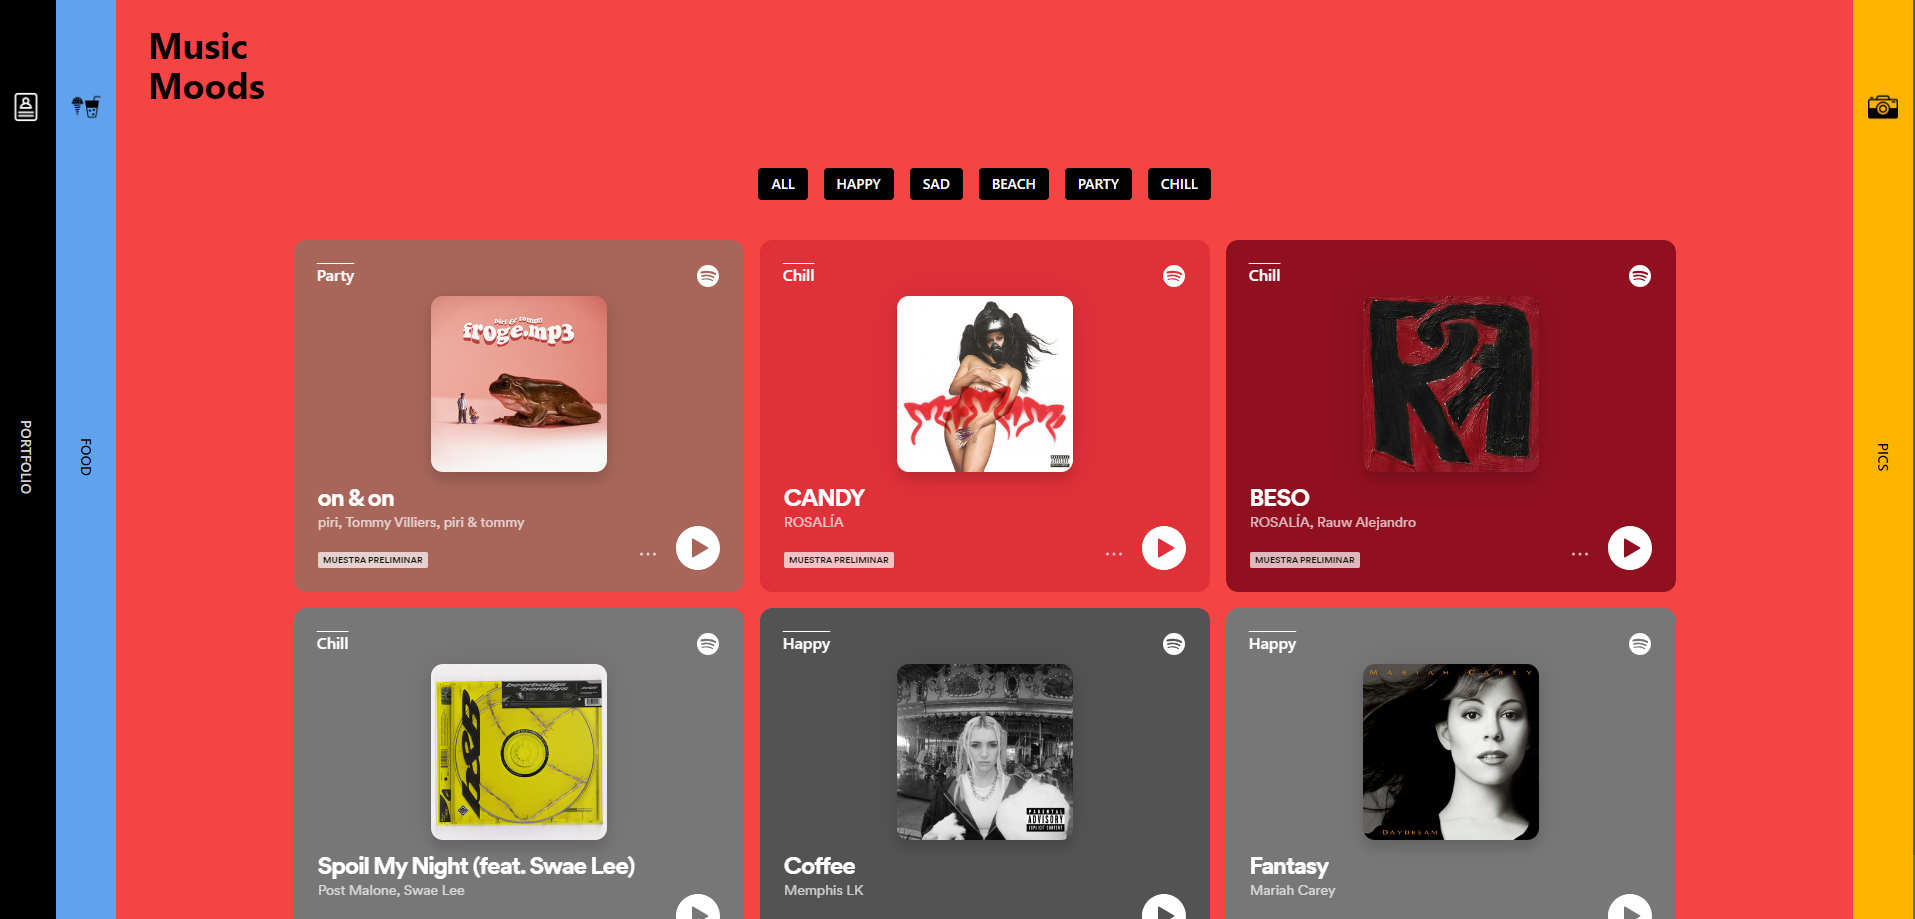 Music
Moods
PORTFOLIO
FOOD
PICS
ALL
HAPPY
SAD
BEACH
PARTY
CHILL
Party
piri & tommy
froge.mp3
on & on
piri, Tommy Villiers, piri & tommy
MUESTRA PRELIMINAR
Chill
CANDY
ROSALÍA
MUESTRA PRELIMINAR
Chill
BESO
ROSALÍA, Rauw Alejandro
MUESTRA PRELIMINAR
Chill
beerbongs
bentleys
Spoil My Night (feat. Swae Lee)
Post Malone, Swae Lee
Happy
PARENTAL
ADVISORY
EXPLICIT CONTENT
Coffee
Memphis LK
Happy
MARIAH CAREY
DAYDREAM
Fantasy
Mariah Carey